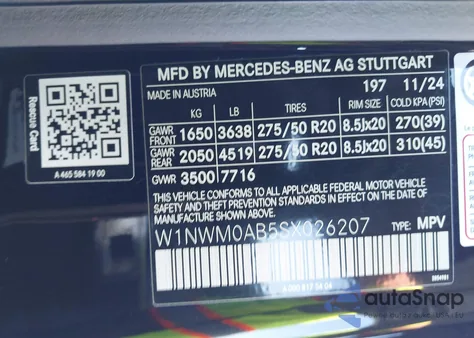 MFD BY MERCEDES-BENZ AG STUTTGART
MADE IN AUSTRIA 197 11/24
KG LB TIRES RIM SIZE COLD KPA(PSI)
GAWR FRONT 1650 3638 275/50 R20 8.5Jx20 270(39)
GAWR REAR 2050 4519 275/50 R20 8.5Jx20 310(45)
GVWR 3500 7716
THIS VEHICLE CONFORMS TO ALL APPLICABLE FEDERAL MOTOR
VEHICLE SAFETY AND THEFT PREVENTION STANDARDS IN EFFECT
ON THE DATE OF MANUFACTURE SHOWN ABOVE.
W1NWM0AB5SX026207 TYPE: MPV
Rescue Card
A 465 584 19 00
autoSnap